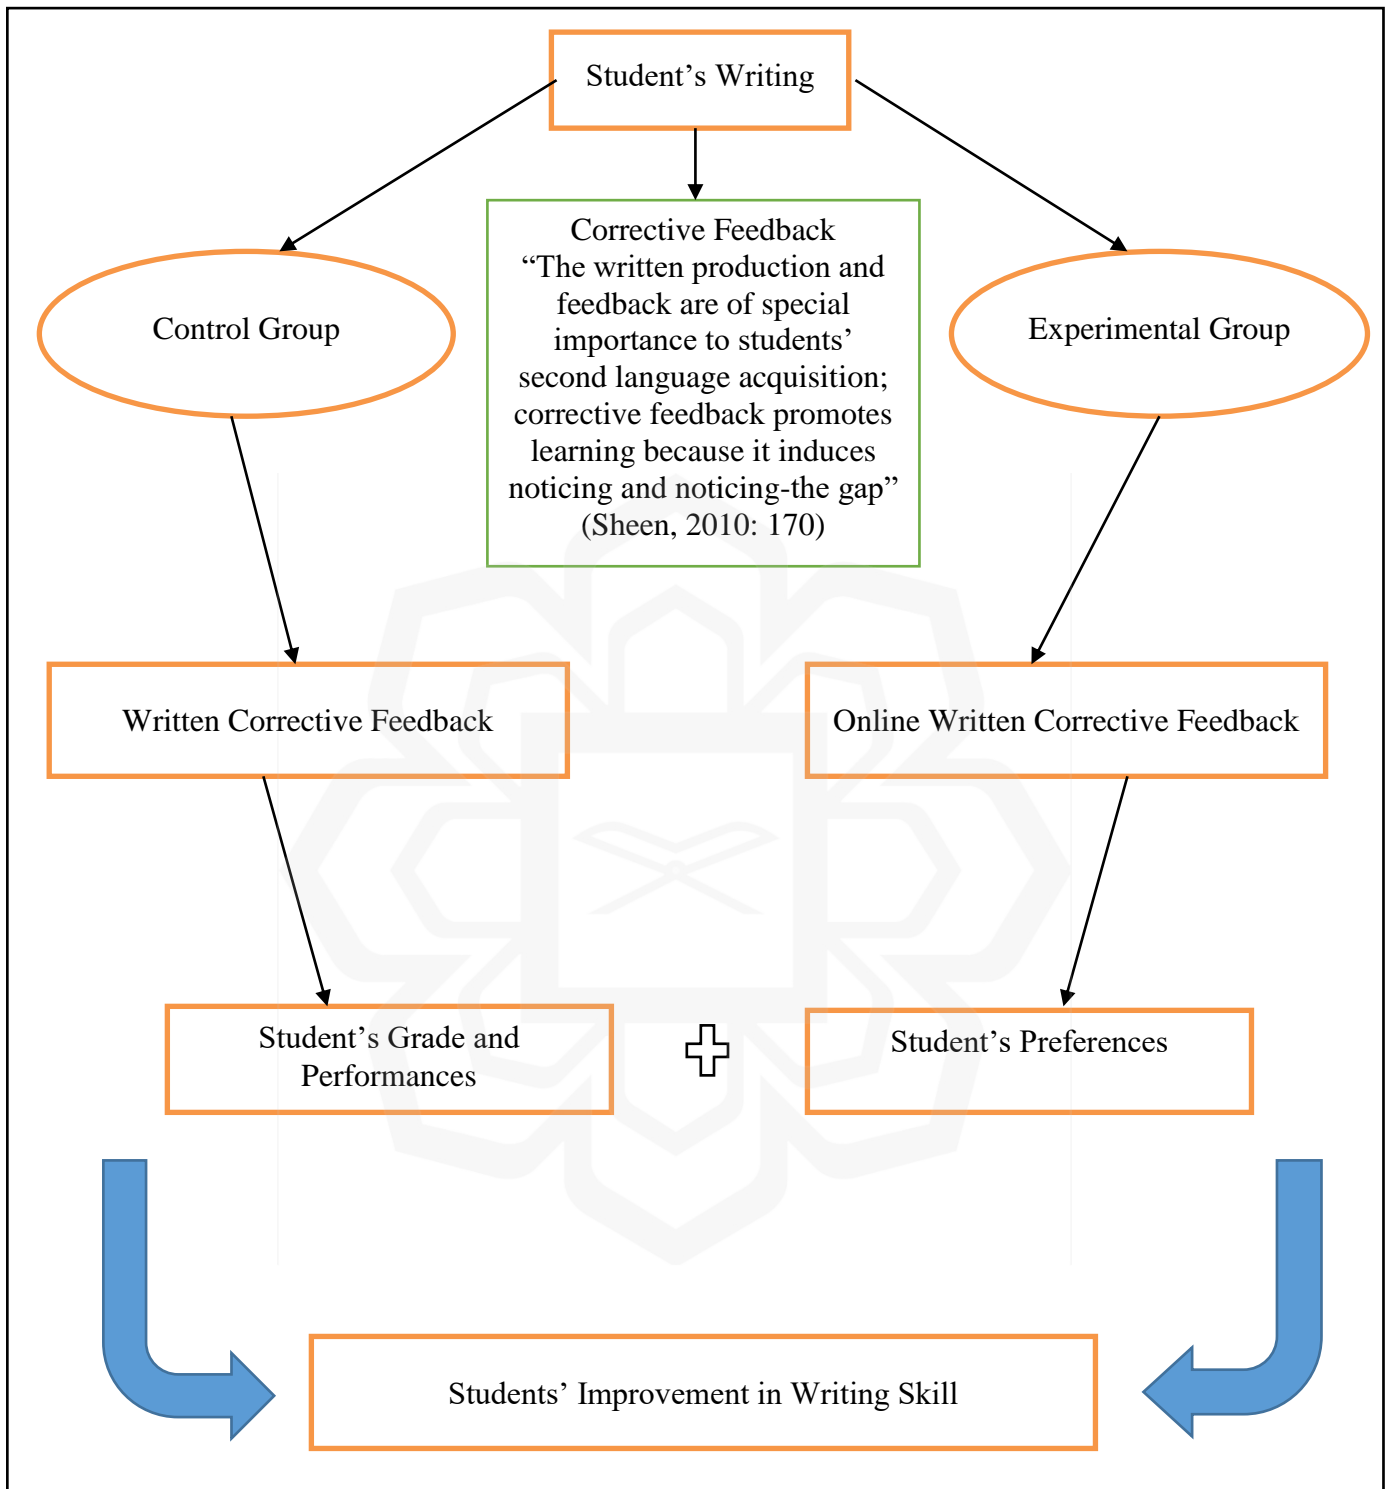 Student’s Writing
Corrective Feedback
“The written production and
feedback are of special
importance to students’
second language acquisition;
corrective feedback promotes
learning because it induces
noticing and noticing-the gap”
(Sheen, 2010: 170)
Control Group
Experimental Group
Written Corrective Feedback
Online Written Corrective Feedback
Student’s Grade and
Performances
Student’s Preferences
Students’ Improvement in Writing Skill